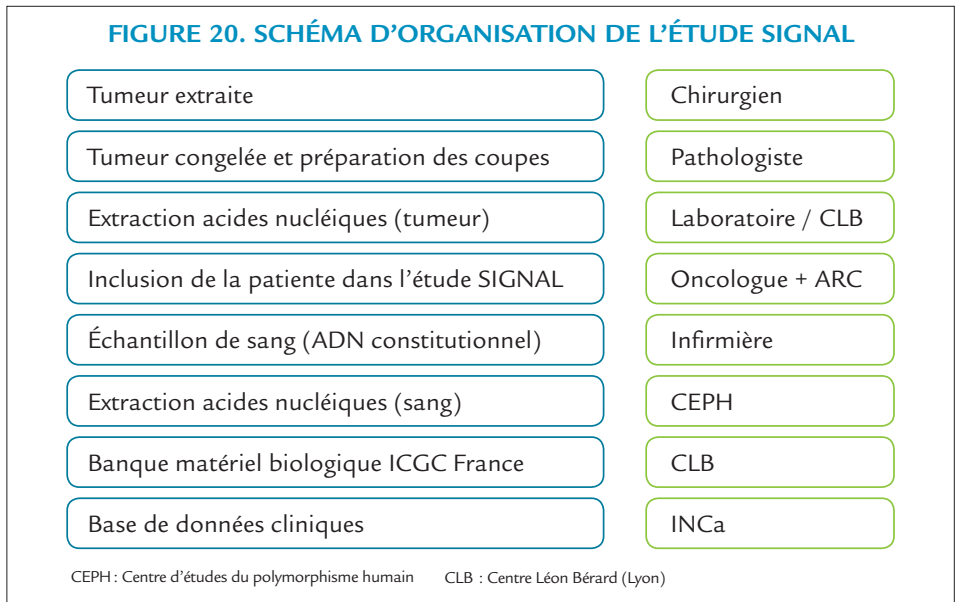 FIGURE 20. SCHÉMA D’ORGANISATION DE L’ÉTUDE SIGNAL
Tumeur extraite
Chirurgien
Tumeur congelée et préparation des coupes
Pathologiste
Extraction acides nucléiques (tumeur)
Laboratoire / CLB
Inclusion de la patiente dans l’étude SIGNAL
Oncologue + ARC
Échantillon de sang (ADN constitutionnel)
Infirmière
Extraction acides nucléiques (sang)
CEPH
Banque matériel biologique ICGC France
CLB
Base de données cliniques
INCa
CEPH : Centre d’études du polymorphisme humain CLB : Centre Léon Bérard (Lyon)